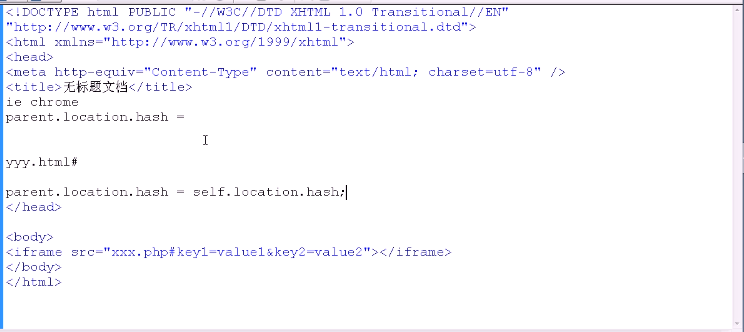 <!DOCTYPE html PUBLIC "-//W3C//DTD XHTML 1.0 Transitional//EN"
"http://www.w3.org/TR/xhtml1/DTD/xhtml1-transitional.dtd">
<html xmlns="http://www.w3.org/1999/xhtml">
<head>
<meta http-equiv="Content-Type" content="text/html; charset=utf-8" />
<title>无标题文档</title>
ie chrome
parent.location.hash =
yyy.html#
parent.location.hash = self.location.hash;
</head>
<body>
<iframe src="xxx.php#key1=value1&key2=value2"></iframe>
</body>
</html>